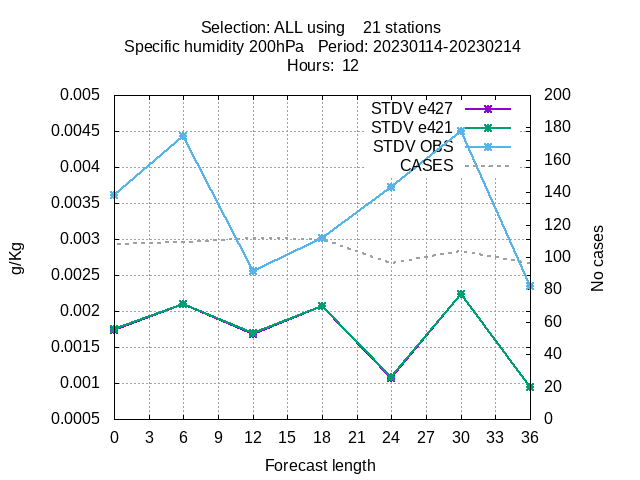 Selection: ALL using 21 stations
Specific humidity 200hPa Period: 20230114-20230214
Hours: 12
STDV e427
STDV e421
STDV OBS
CASES
0.005
0.0045
0.004
0.0035
0.003
0.0025
0.002
0.0015
0.001
0.0005
g/Kg
200
180
160
140
120
100
80
60
40
20
0
No cases
0 3 6 9 12 15 18 21 24 27 30 33 36
Forecast length